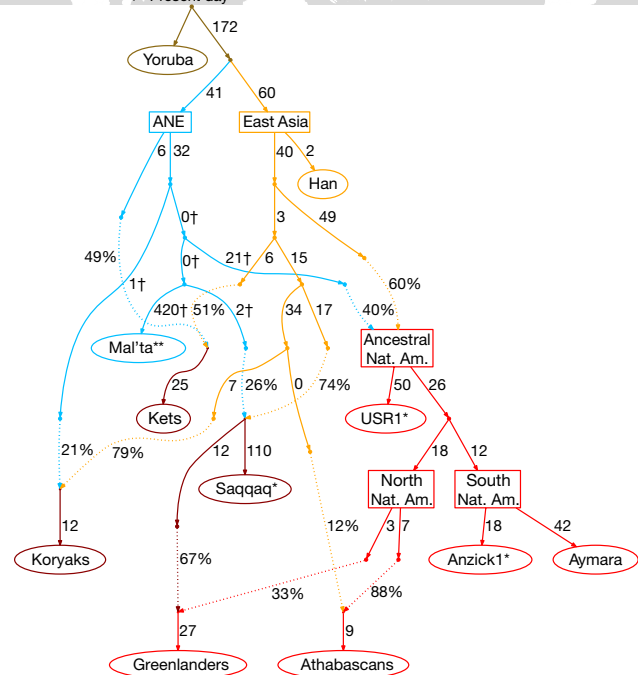 172
Yoruba
41
60
ANE
East Asia
6
32
40
2
Han
0†
3
49
49%
1†
0†
21†
6
15
60%
420†
51%
2†
34
17
40%
Mal'ta**
Ancestral
Nat. Am.
25
7
26%
0
74%
50
26
Kets
USR1*
21%
79%
12
110
18
12
Saqqaq*
North
Nat. Am.
South
Nat. Am.
12
12%
3
7
18
42
Koryaks
67%
Anzick1*
Aymara
33%
88%
27
9
Greenlanders
Athabascans